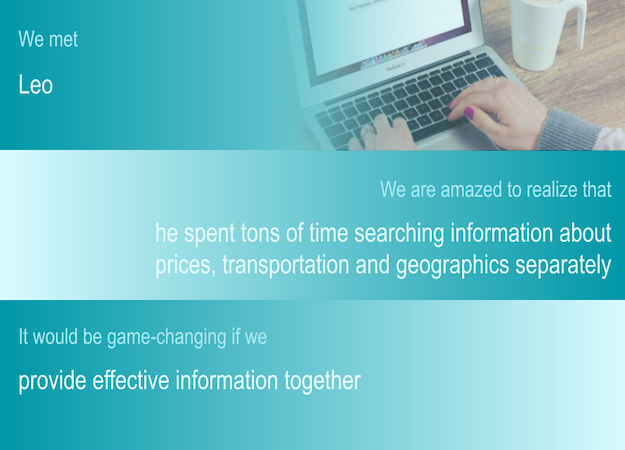 We met
Leo
We are amazed to realize that
he spent tons of time searching information about
prices, transportation and geographics separately
It would be game-changing if we
provide effective information together